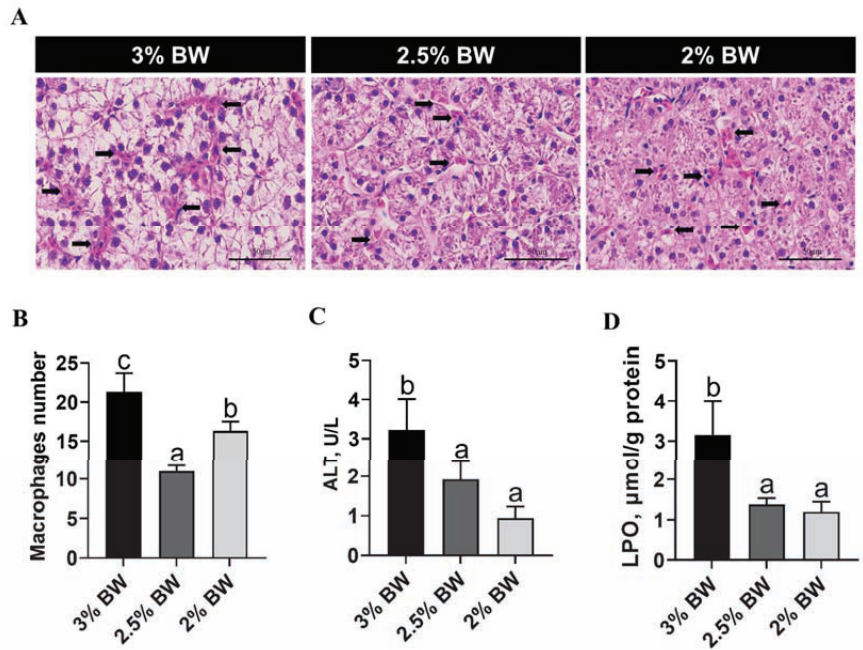 A
3% BW
2.5% BW
2% BW
50μm
B
C
D
Macrophages number
25
20
15
10
5
0
c
a
b
3% BW
2.5% BW
2% BW
ALT, U/L
5
4
3
2
1
0
b
a
a
3% BW
2.5% BW
2% BW
LPO, μmol/g protein
5
4
3
2
1
0
b
a
a
3% BW
2.5% BW
2% BW